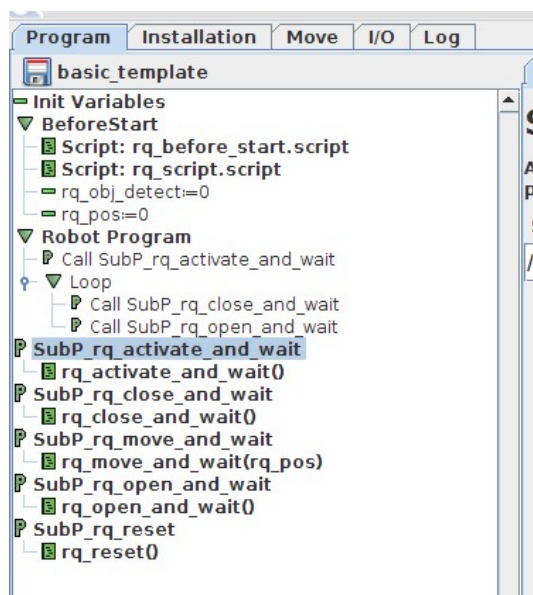 Program Installation Move I/O Log
basic_template
Init Variables
BeforeStart
Script: rq_before_start.script
Script: rq_script.script
rq_obj_detect:=0
rq_pos:=0
Robot Program
Call SubP_rq_activate_and_wait
Loop
Call SubP_rq_close_and_wait
Call SubP_rq_open_and_wait
SubP_rq_activate_and_wait
rq_activate_and_wait()
SubP_rq_close_and_wait
rq_close_and_wait()
SubP_rq_move_and_wait
rq_move_and_wait(rq_pos)
SubP_rq_open_and_wait
rq_open_and_wait()
SubP_rq_reset
rq_reset()